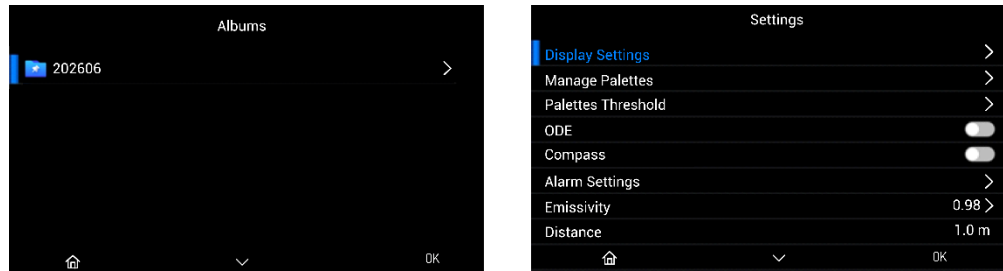 Albums
202606
OK
Settings
Display Settings
Manage Palettes
Palettes Threshold
ODE
Compass
Alarm Settings
Emissivity 0.98
Distance 1.0 m
OK